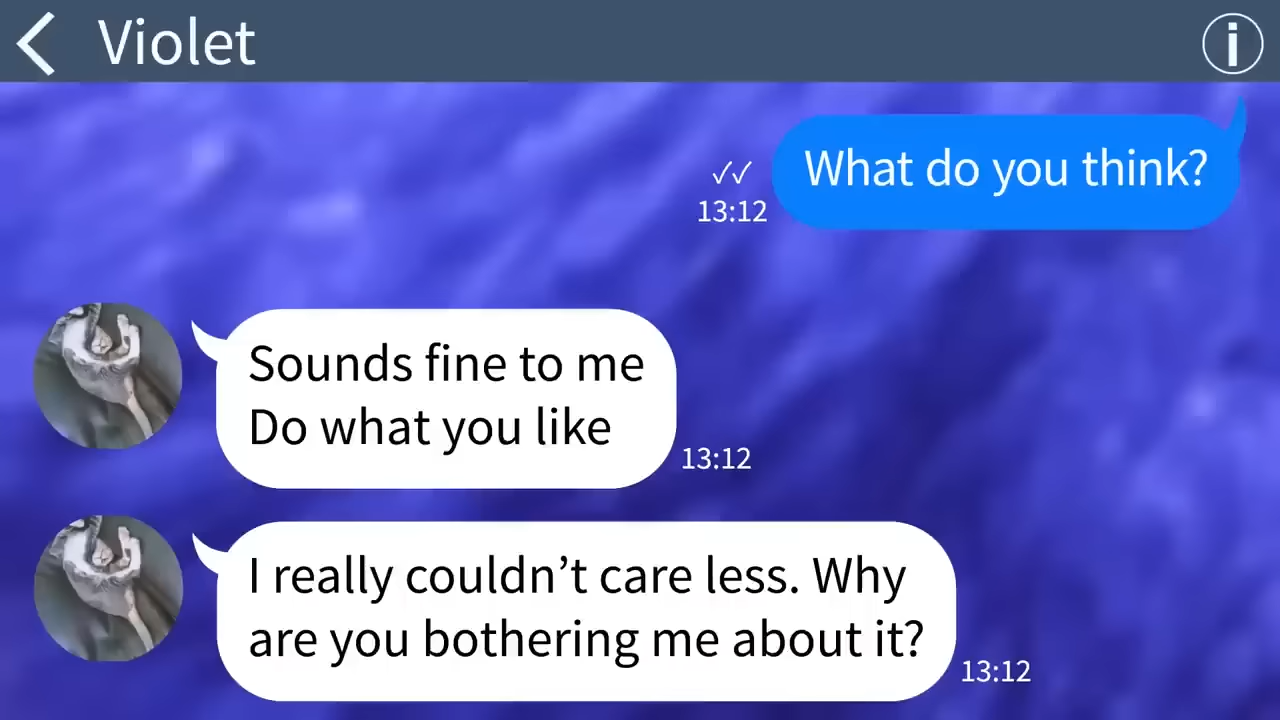 Violet
What do you think?
✓✓
13:12
Sounds fine to me
Do what you like
13:12
I really couldn’t care less. Why
are you bothering me about it?
13:12